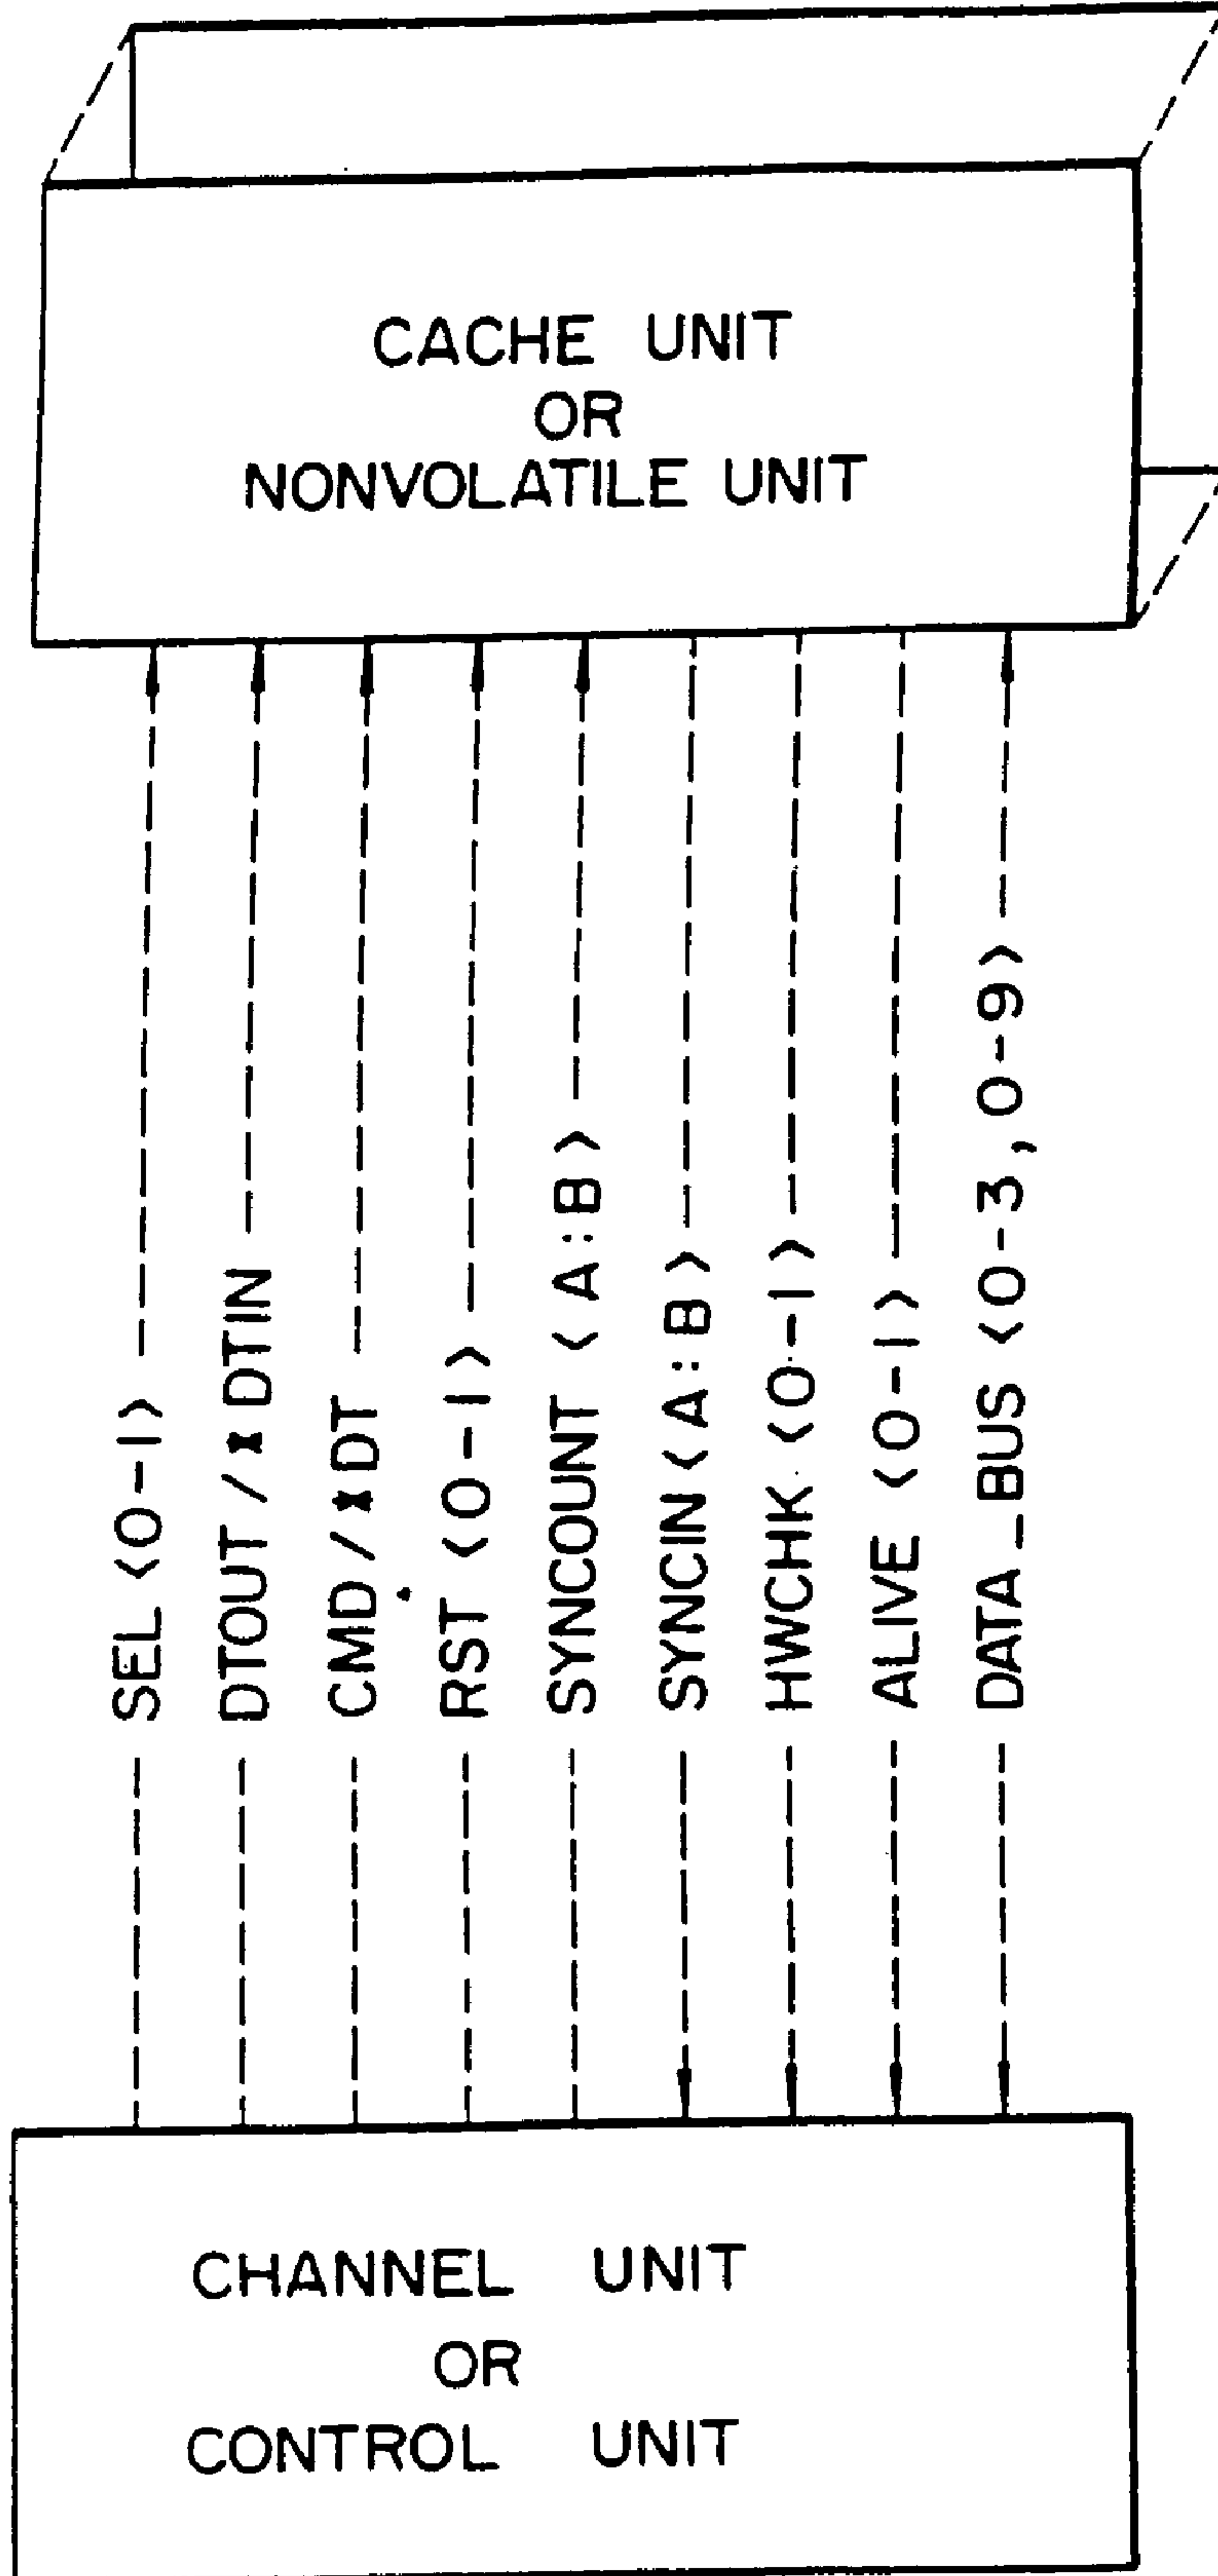 CACHE UNIT
OR
NONVOLATILE UNIT
SEL <0-1>
DTOUT / * DTIN
CMD / * DT
RST <0-1>
SYNCOUNT <A:B>
SYNCIN <A:B>
HWCHK <0-1>
ALIVE <0-1>
DATA_BUS <0-3,0-9>
CHANNEL UNIT
OR
CONTROL UNIT